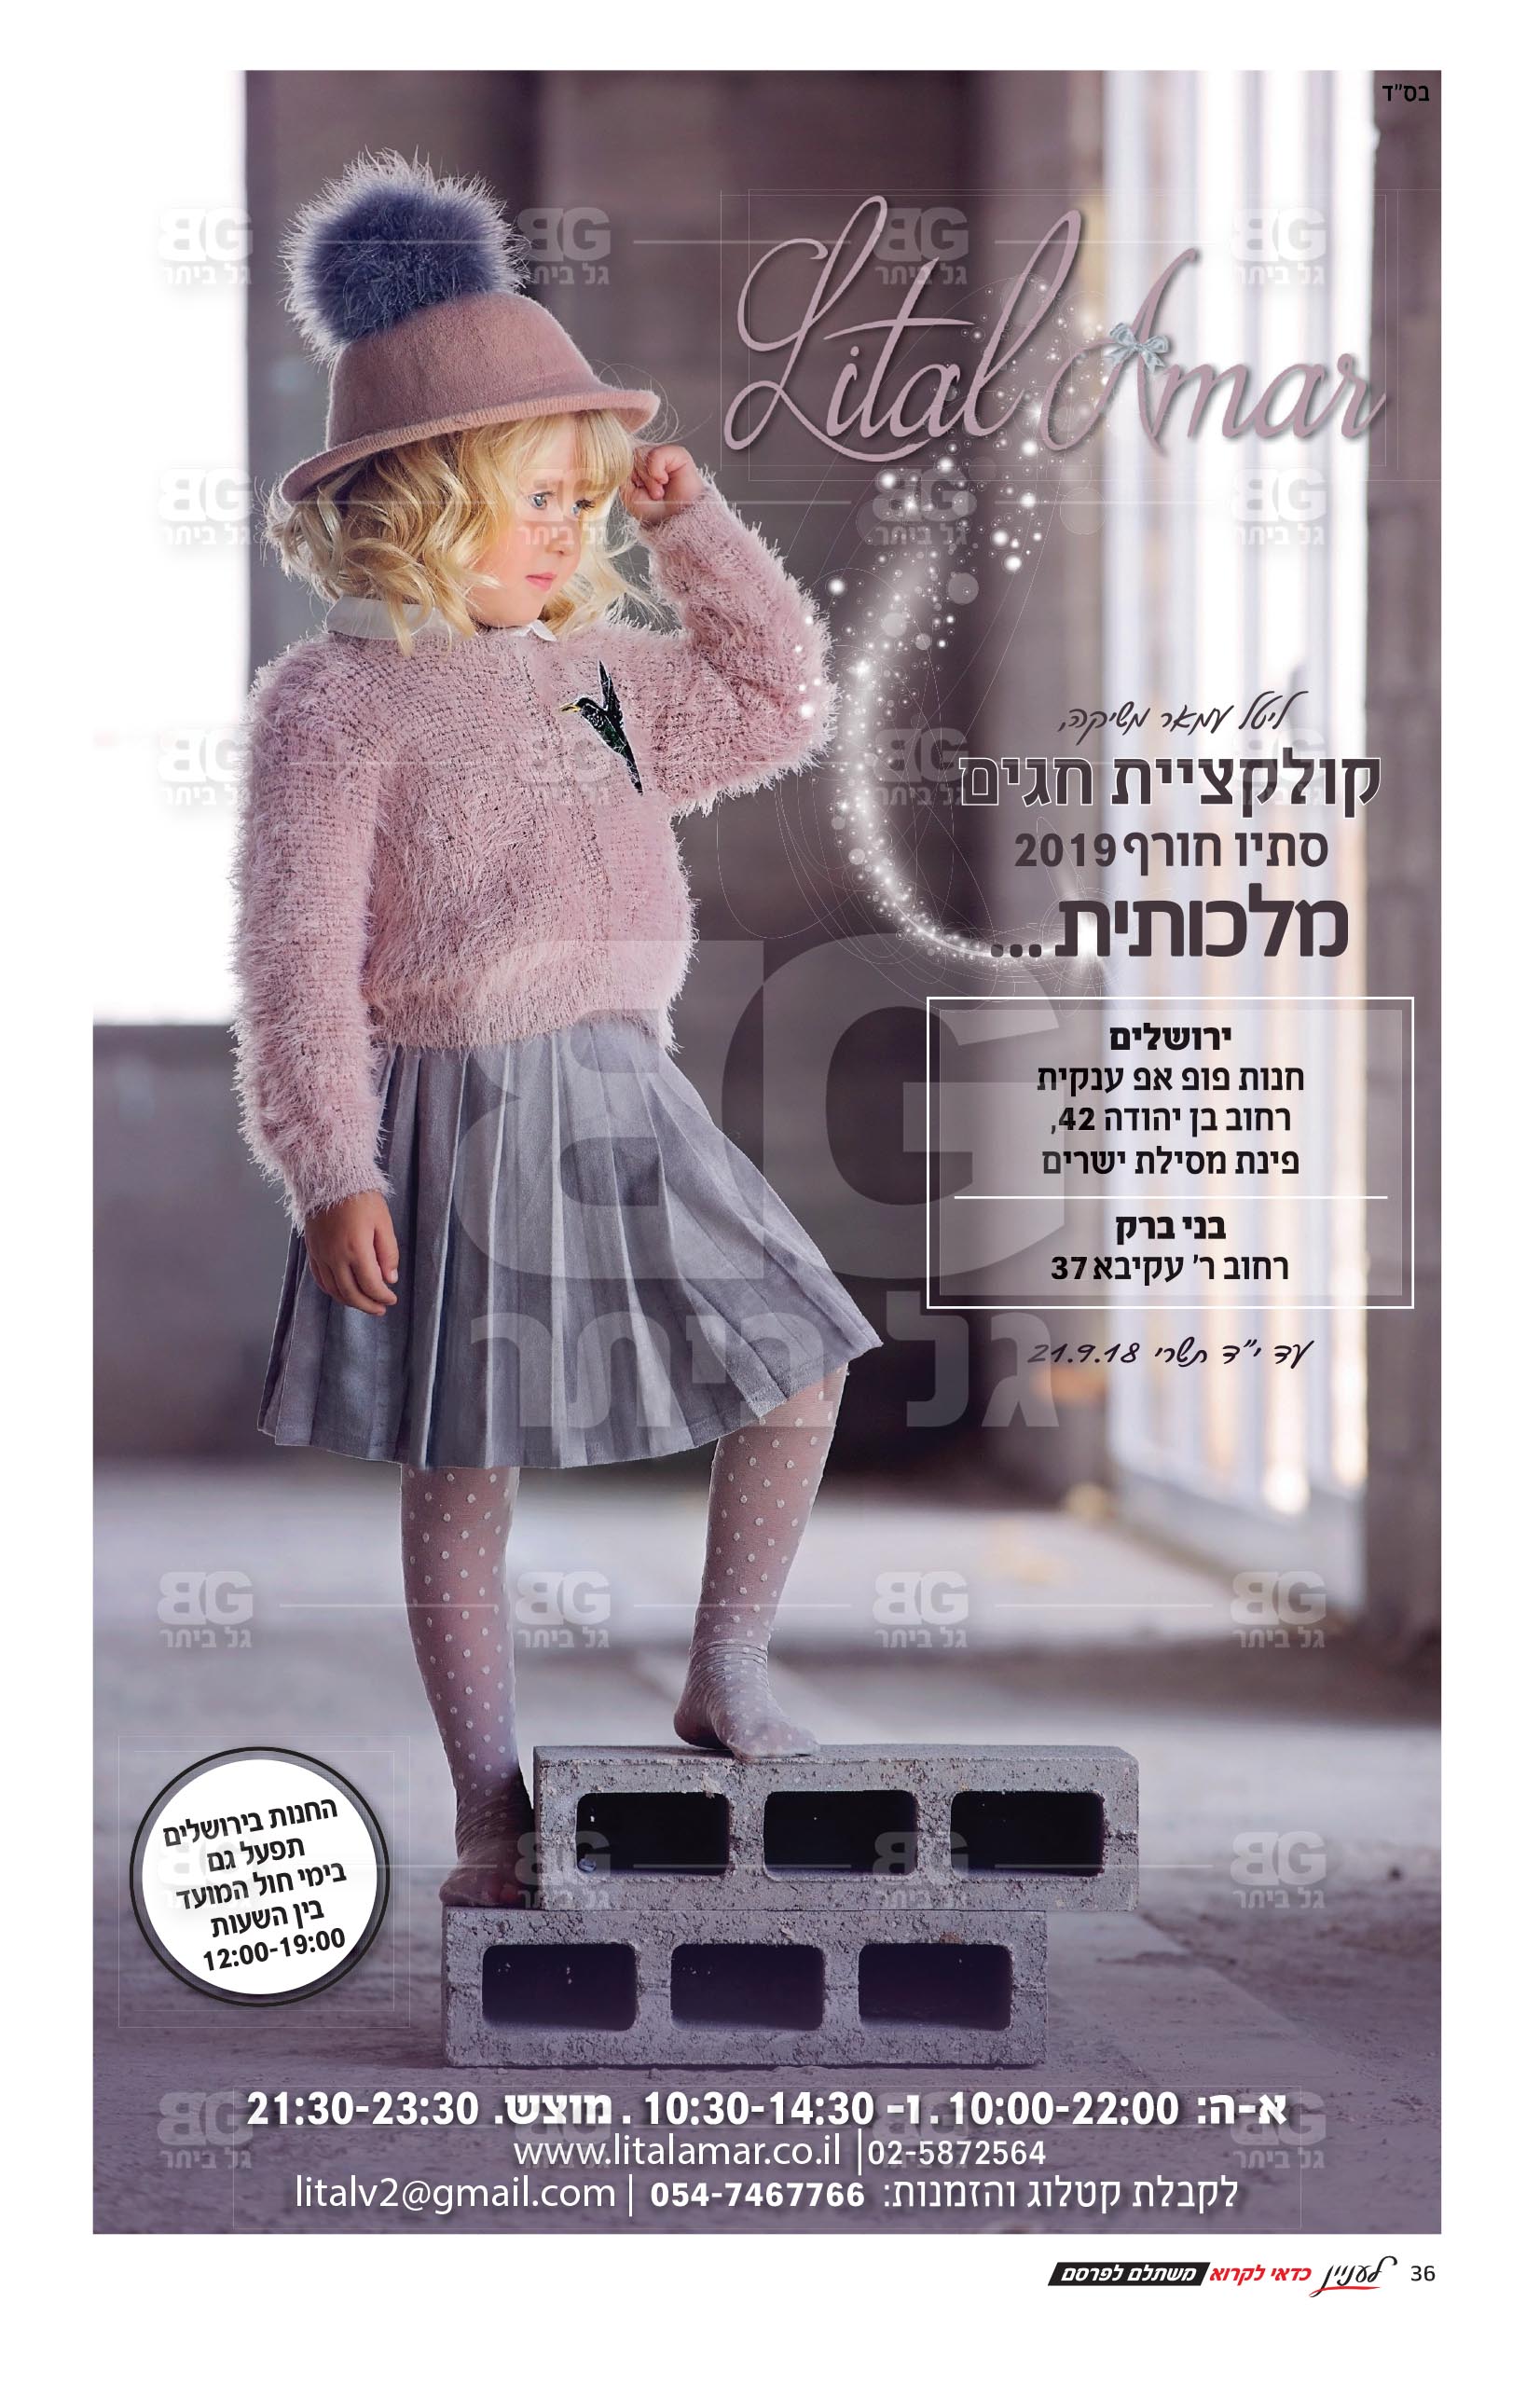 בס"ד
Lital Amar
ליטל עמאר משיקה,
קולקציית חגים
סתיו חורף 2019
מלכותית...
ירושלים
חנות פופ אפ ענקית
רחוב בן יהודה 42,
פינת מסילת ישרים
בני ברק
רחוב ר' עקיבא 37
עד י"ד תשרי 21.9.18
החנות בירושלים
תפעל גם
בימי חול המועד
בין השעות
12:00-19:00
א-ה: 10:00-22:00. ו- 10:30-14:30. מוצש. 21:30-23:30
www.litalamar.co.il |02-5872564
לקבלת קטלוג והזמנות: 054-7467766 | litalv2@gmail.com
36 לעניין כדאי לקרוא משתלם לפרסם
BG
גל ביתר